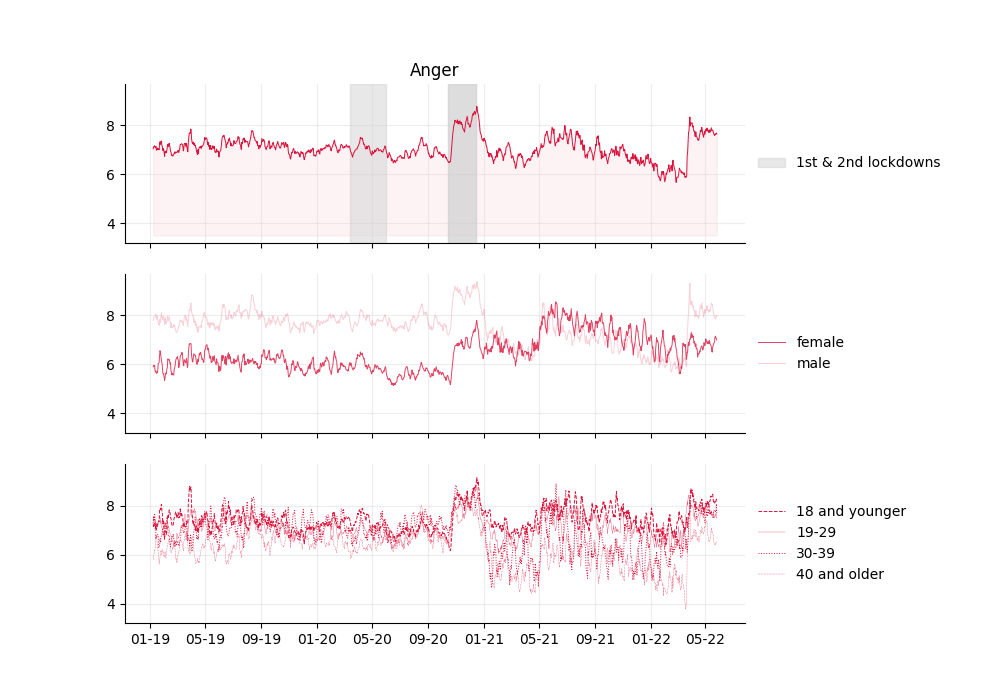 Anger
8
6
4
1st & 2nd lockdowns
8
6
4
female
male
8
6
4
18 and younger
19-29
30-39
40 and older
01-19 05-19 09-19 01-20 05-20 09-20 01-21 05-21 09-21 01-22 05-22